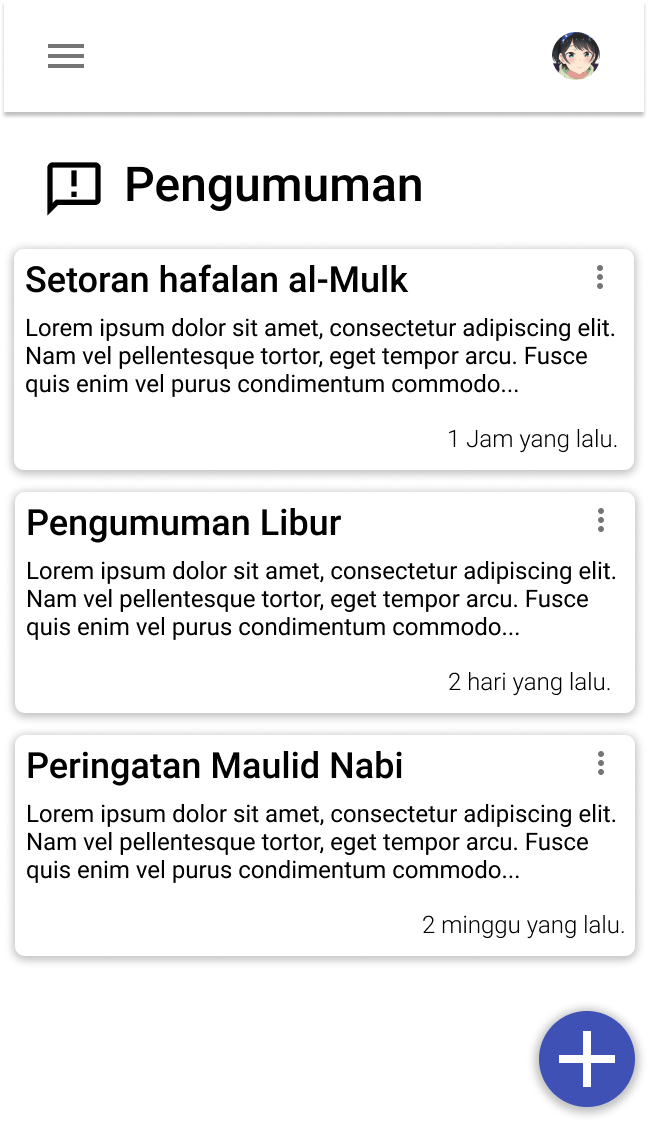 Pengumuman
Setoran hafalan al-Mulk
Lorem ipsum dolor sit amet, consectetur adipiscing elit.
Nam vel pellentesque tortor, eget tempor arcu. Fusce
quis enim vel purus condimentum commodo...
1 Jam yang lalu.
Pengumuman Libur
Lorem ipsum dolor sit amet, consectetur adipiscing elit.
Nam vel pellentesque tortor, eget tempor arcu. Fusce
quis enim vel purus condimentum commodo...
2 hari yang lalu.
Peringatan Maulid Nabi
Lorem ipsum dolor sit amet, consectetur adipiscing elit.
Nam vel pellentesque tortor, eget tempor arcu. Fusce
quis enim vel purus condimentum commodo...
2 minggu yang lalu.